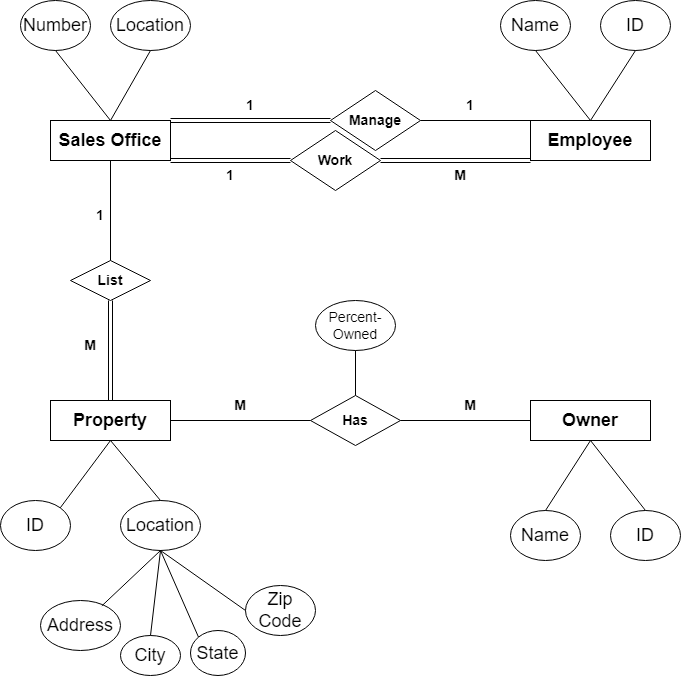 Number
Location
Name
ID
1
Manage
1
Sales Office
Employee
Work
1
M
1
List
M
Percent-
Owned
Property
M
Has
M
Owner
ID
Location
Name
ID
Address
City
State
Zip
Code